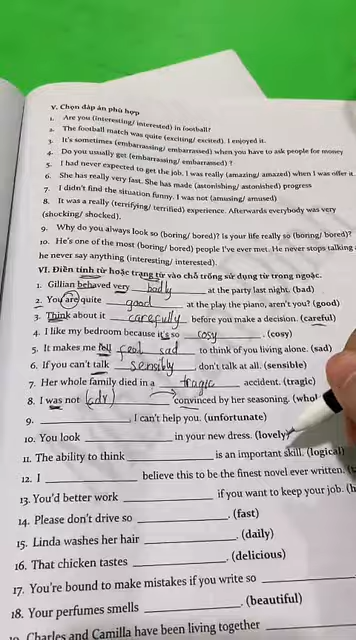 V. Chọn đáp án phù hợp
1. Are you (interesting/ interested) in football?
2. The football match was quite (exciting/ excited). I enjoyed it.
3. It's sometimes (embarrassing/ embarrassed) when you have to ask people for money
4. Do you usually get (embarrassing/ embarrassed) ?
5. I had never expected to get the job. I was really (amazing/ amazed) when I was offer it.
6. She has really very fast. She has made (astonishing/ astonished) progress
7. I didn't find the situation funny. I was not (amusing/ amused)
8. It was a really (terrifying/ terrified) experience. Afterwards everybody was very
(shocking/ shocked).
9. Why do you always look so (boring/ bored)? Is your life really so (boring/ bored)?
10. He's one of the most (boring/ bored) people I've ever met. He never stops talking
he never say anything (interesting/ interested).
VI. Điền tính từ hoặc trạng từ vào chỗ trống sử dụng từ trong ngoặc.
1. Gillian behaved very badly at the party last night. (bad)
2. You are quite good at the play the piano, aren't you? (good)
3. Think about it carefully before you make a decision. (careful)
4. I like my bedroom because it's so cosy. (cosy)
5. It makes me feel sad to think of you living alone. (sad)
6. If you can't talk sensibly don't talk at all. (sensible)
7. Her whole family died in a tragic accident. (tragic)
8. I was not (adv) convinced by her seasoning. (whol
9. ______, I can't help you. (unfortunate)
10. You look ______ in your new dress. (lovely)
11. The ability to think ______ is an important skill. (logical)
12. I ______ believe this to be the finest novel ever written.
13. You'd better work ______ if you want to keep your job. (h
14. Please don't drive so ______. (fast)
15. Linda washes her hair ______. (daily)
16. That chicken tastes ______. (delicious)
17. You're bound to make mistakes if you write so ______
18. Your perfumes smells ______. (beautiful)
19. Charles and Camilla have been living together ______